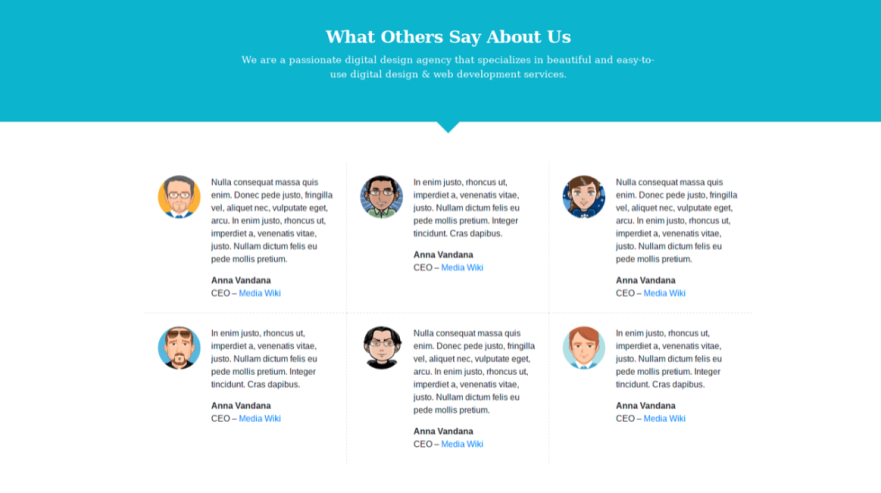 What Others Say About Us
We are a passionate digital design agency that specializes in beautiful and easy-to-
use digital design & web development services.
Nulla consequat massa quis
enim. Donec pede justo, fringilla
vel, aliquet nec, vulputate eget,
arcu. In enim justo, rhoncus ut,
imperdiet a, venenatis vitae,
justo. Nullam dictum felis eu
pede mollis pretium.
Anna Vandana
CEO – Media Wiki
In enim justo, rhoncus ut,
imperdiet a, venenatis vitae,
justo. Nullam dictum felis eu
pede mollis pretium. Integer
tincidunt. Cras dapibus.
Anna Vandana
CEO – Media Wiki
Nulla consequat massa quis
enim. Donec pede justo, fringilla
vel, aliquet nec, vulputate eget,
arcu. In enim justo, rhoncus ut,
imperdiet a, venenatis vitae,
justo. Nullam dictum felis eu
pede mollis pretium.
Anna Vandana
CEO – Media Wiki
In enim justo, rhoncus ut,
imperdiet a, venenatis vitae,
justo. Nullam dictum felis eu
pede mollis pretium. Integer
tincidunt. Cras dapibus.
Anna Vandana
CEO – Media Wiki
Nulla consequat massa quis
enim. Donec pede justo, fringilla
vel, aliquet nec, vulputate eget,
arcu. In enim justo, rhoncus ut,
imperdiet a, venenatis vitae,
justo. Nullam dictum felis eu
pede mollis pretium.
Anna Vandana
CEO – Media Wiki
In enim justo, rhoncus ut,
imperdiet a, venenatis vitae,
justo. Nullam dictum felis eu
pede mollis pretium. Integer
tincidunt. Cras dapibus.
Anna Vandana
CEO – Media Wiki